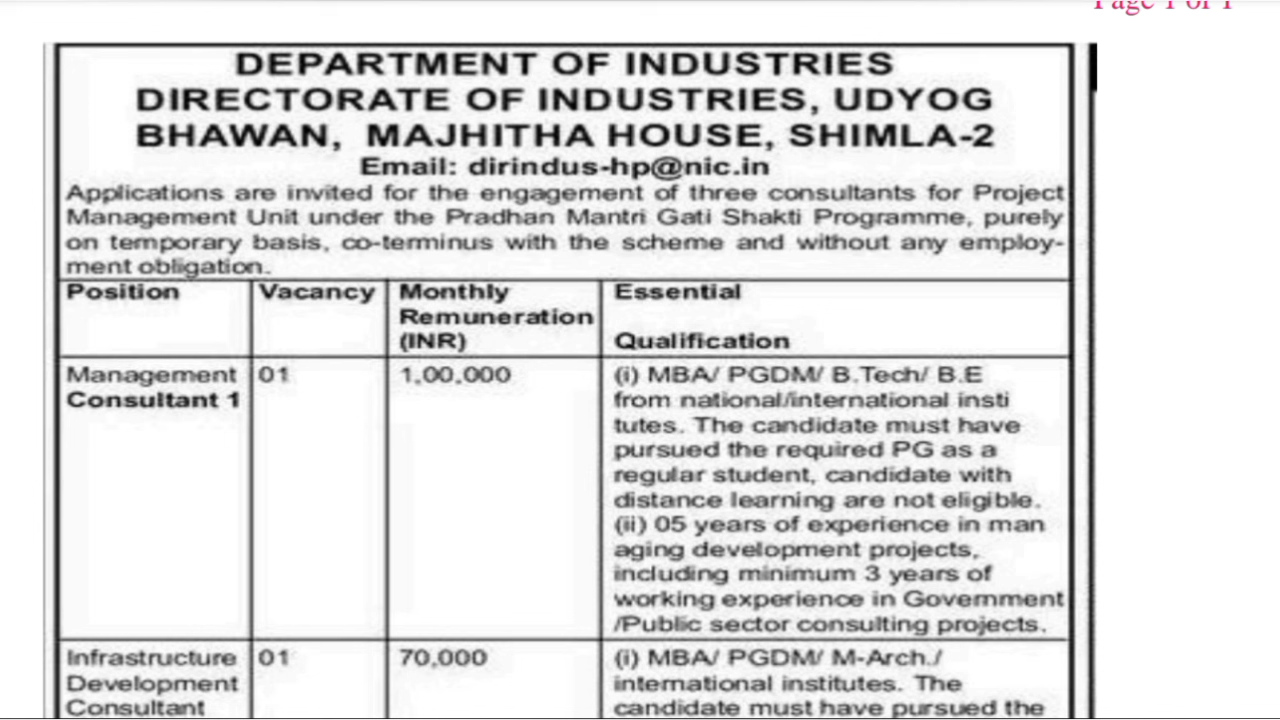 Page 1 of 1
DEPARTMENT OF INDUSTRIES
DIRECTORATE OF INDUSTRIES, UDYOG
BHAWAN, MAJHITHA HOUSE, SHIMLA-2
Email: dirindus-hp@nic.in
Applications are invited for the engagement of three consultants for Project
Management Unit under the Pradhan Mantri Gati Shakti Programme, purely
on temporary basis, co-terminus with the scheme and without any employ-
ment obligation.
Position Vacancy Monthly Remuneration (INR) Essential Qualification
Management Consultant 1
01
1,00,000
(i) MBA/ PGDM/ B.Tech/ B.E
from national/international insti
tutes. The candidate must have
pursued the required PG as a
regular student, candidate with
distance learning are not eligible.
(ii) 05 years of experience in man
aging development projects,
including minimum 3 years of
working experience in Government
/Public sector consulting projects.
Infrastructure
Development
Consultant
01
70,000
(i) MBA/ PGDM/ M-Arch./
international institutes. The
candidate must have pursued the